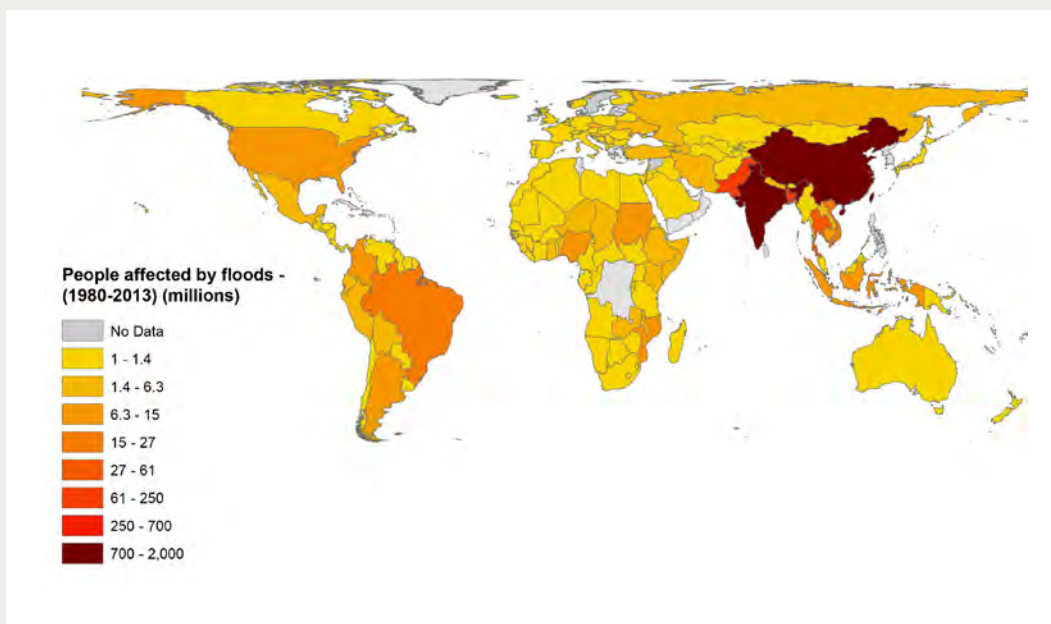 People affected by floods -
(1980-2013) (millions)
No Data
1 - 1.4
1.4 - 6.3
6.3 - 15
15 - 27
27 - 61
61 - 250
250 - 700
700 - 2,000